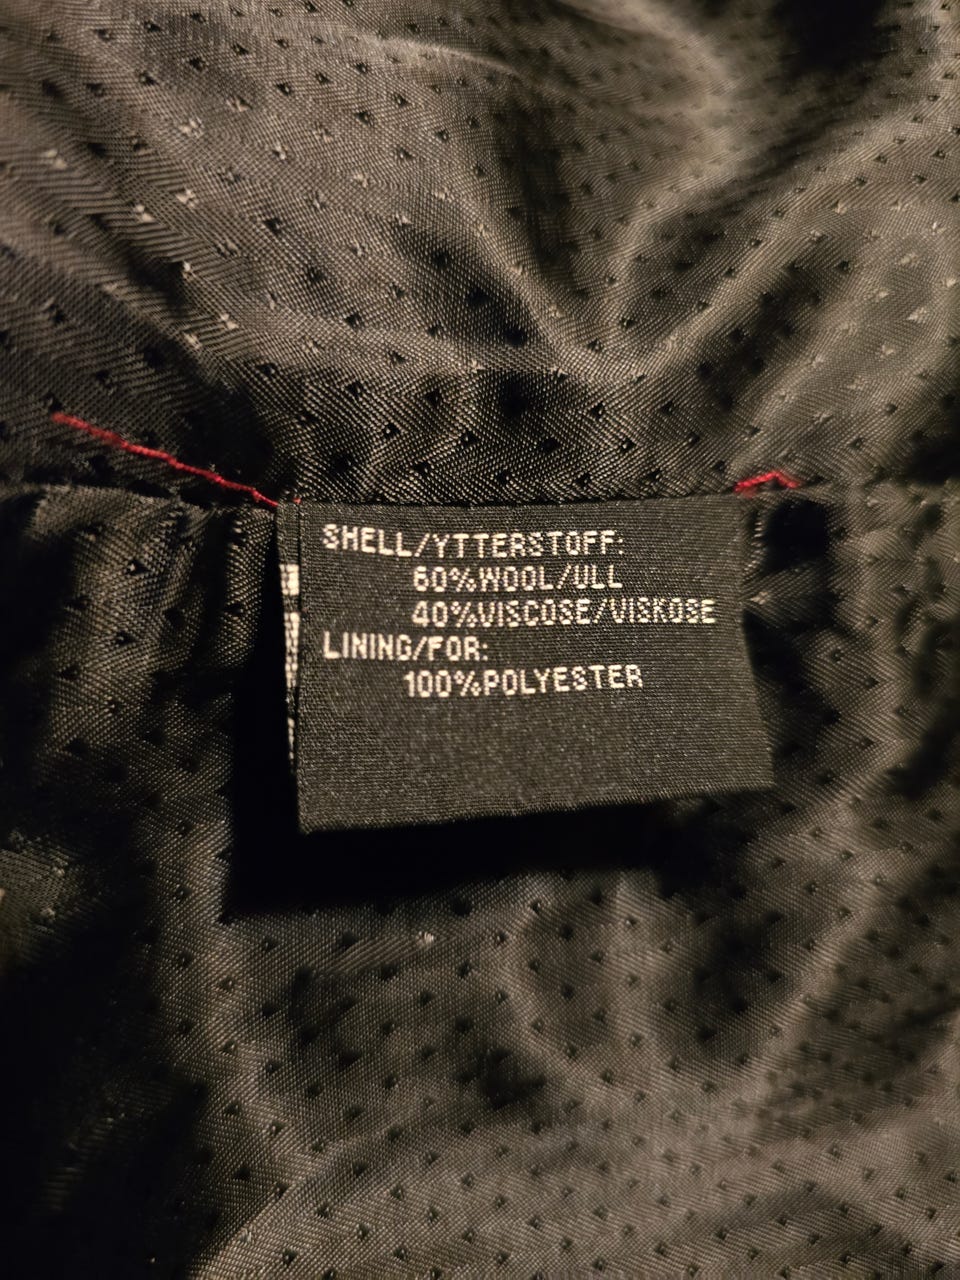 SHELL/YTTERSTOFF:
60%WOOL/ULL
40%VISCOSE/VISKOSE
LINING/FOR:
100%POLYESTER